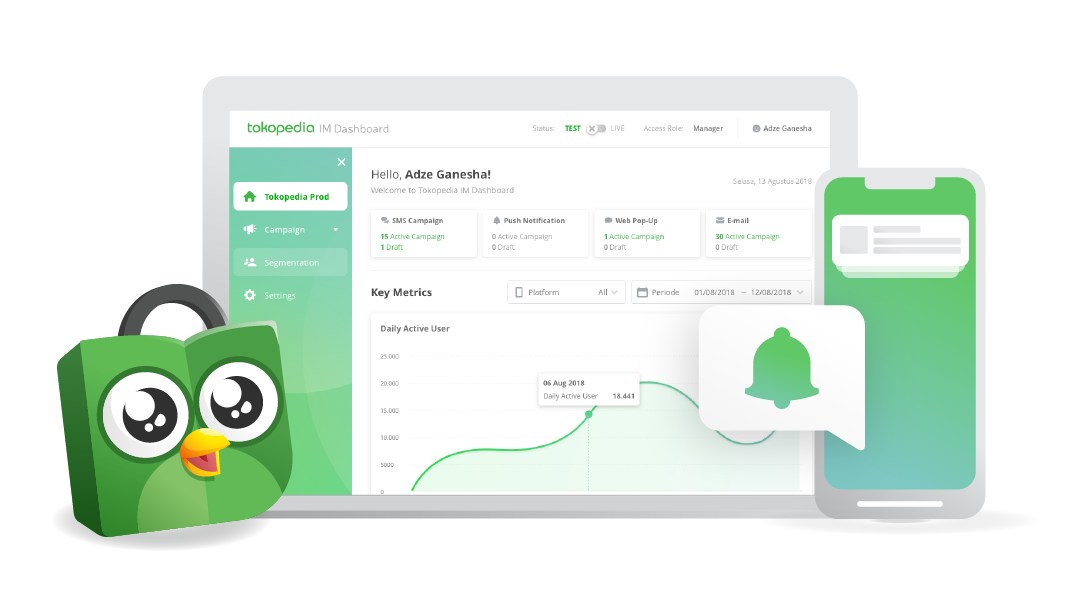 tokopedia IM Dashboard
Status: TEST LIVE Access Role: Manager Adze Ganesha
Tokopedia Prod
Campaign
Segmentation
Settings
Hello, Adze Ganesha!
Welcome to Tokopedia IM Dashboard
Selasa, 13 Agustus 2018
SMS Campaign
15 Active Campaign
1 Draft
Push Notification
0 Active Campaign
0 Draft
Web Pop-Up
1 Active Campaign
0 Draft
E-mail
30 Active Campaign
0 Draft
Key Metrics
Platform All
Periode 01/08/2018 — 12/08/2018
Daily Active User
25.000
20.000
15.000
10.000
5000
0
06 Aug 2018
Daily Active User 18.441